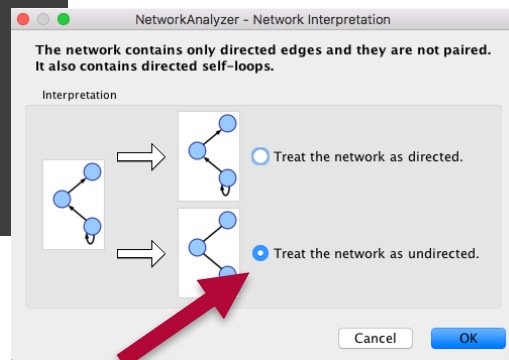 NetworkAnalyzer - Network Interpretation
The network contains only directed edges and they are not paired.
It also contains directed self-loops.
Interpretation
Treat the network as directed.
Treat the network as undirected.
Cancel
OK